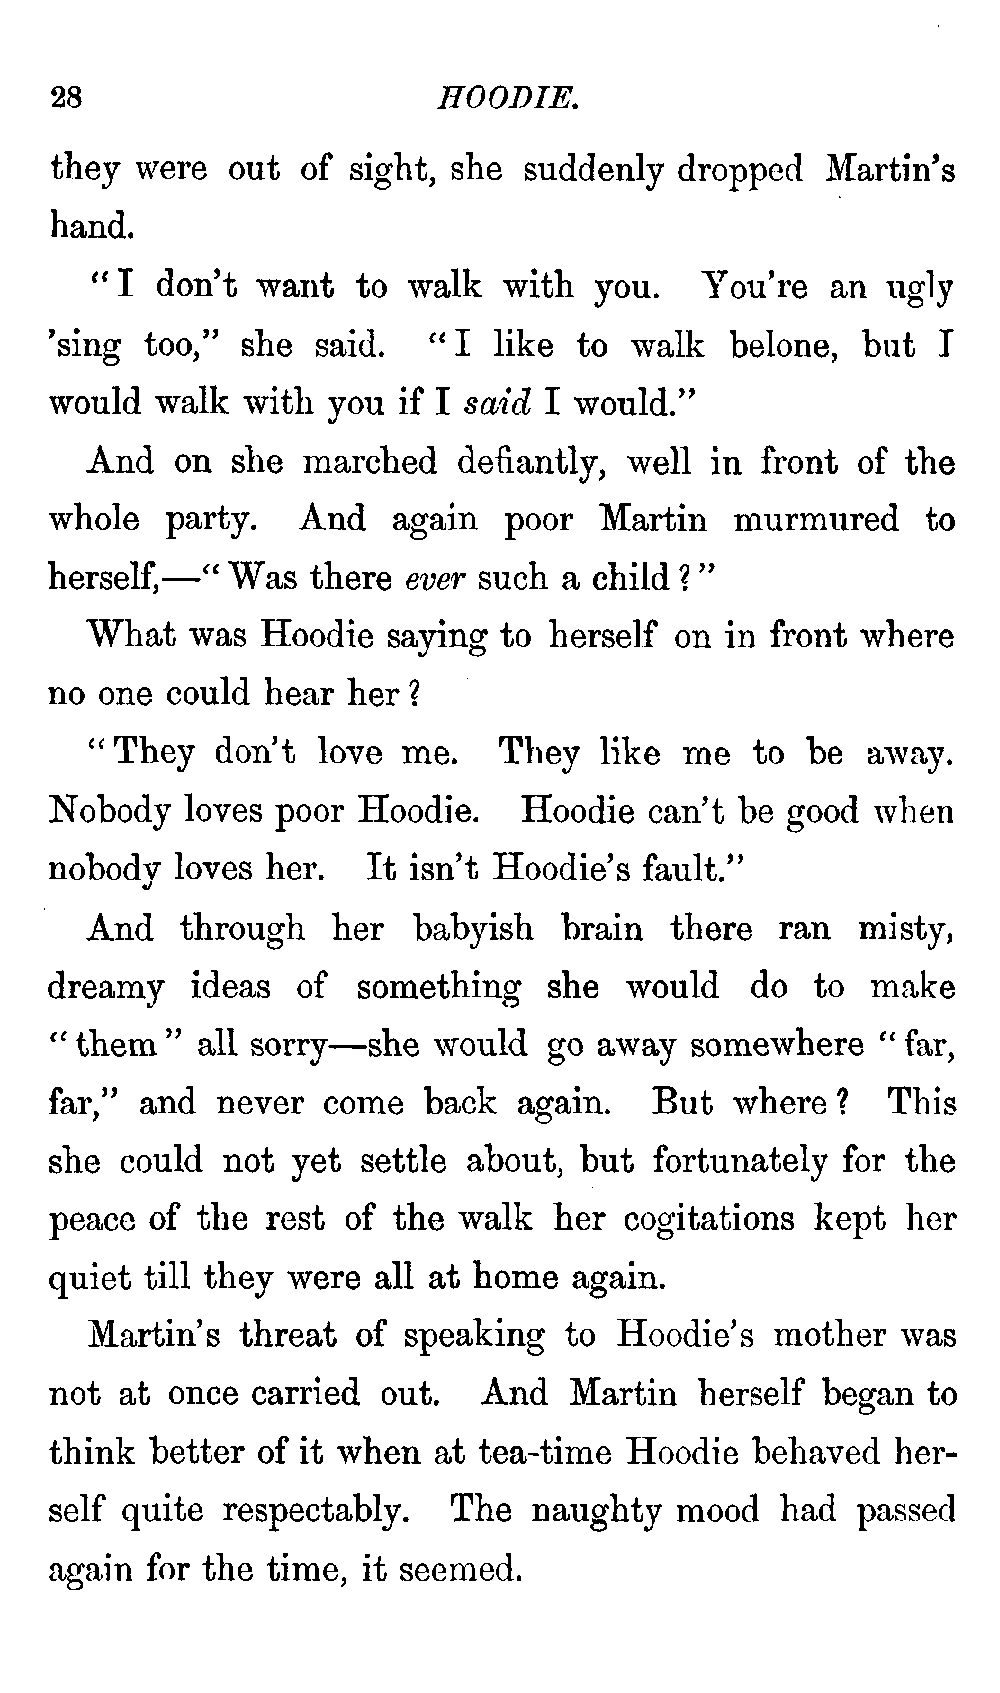 28 HOODIE.
they were out of sight, she suddenly dropped Martin's
hand.
"I don't want to walk with you. You're an ugly
'sing too," she said. "I like to walk belone, but I
would walk with you if I said I would."
And on she marched defiantly, well in front of the
whole party. And again poor Martin murmured to
herself,—"Was there ever such a child?"
What was Hoodie saying to herself on in front where
no one could hear her?
"They don't love me. They like me to be away.
Nobody loves poor Hoodie. Hoodie can't be good when
nobody loves her. It isn't Hoodie's fault."
And through her babyish brain there ran misty,
dreamy ideas of something she would do to make
"them" all sorry—she would go away somewhere "far,
far," and never come back again. But where? This
she could not yet settle about, but fortunately for the
peace of the rest of the walk her cogitations kept her
quiet till they were all at home again.
Martin's threat of speaking to Hoodie's mother was
not at once carried out. And Martin herself began to
think better of it when at tea-time Hoodie behaved her-
self quite respectably. The naughty mood had passed
again for the time, it seemed.